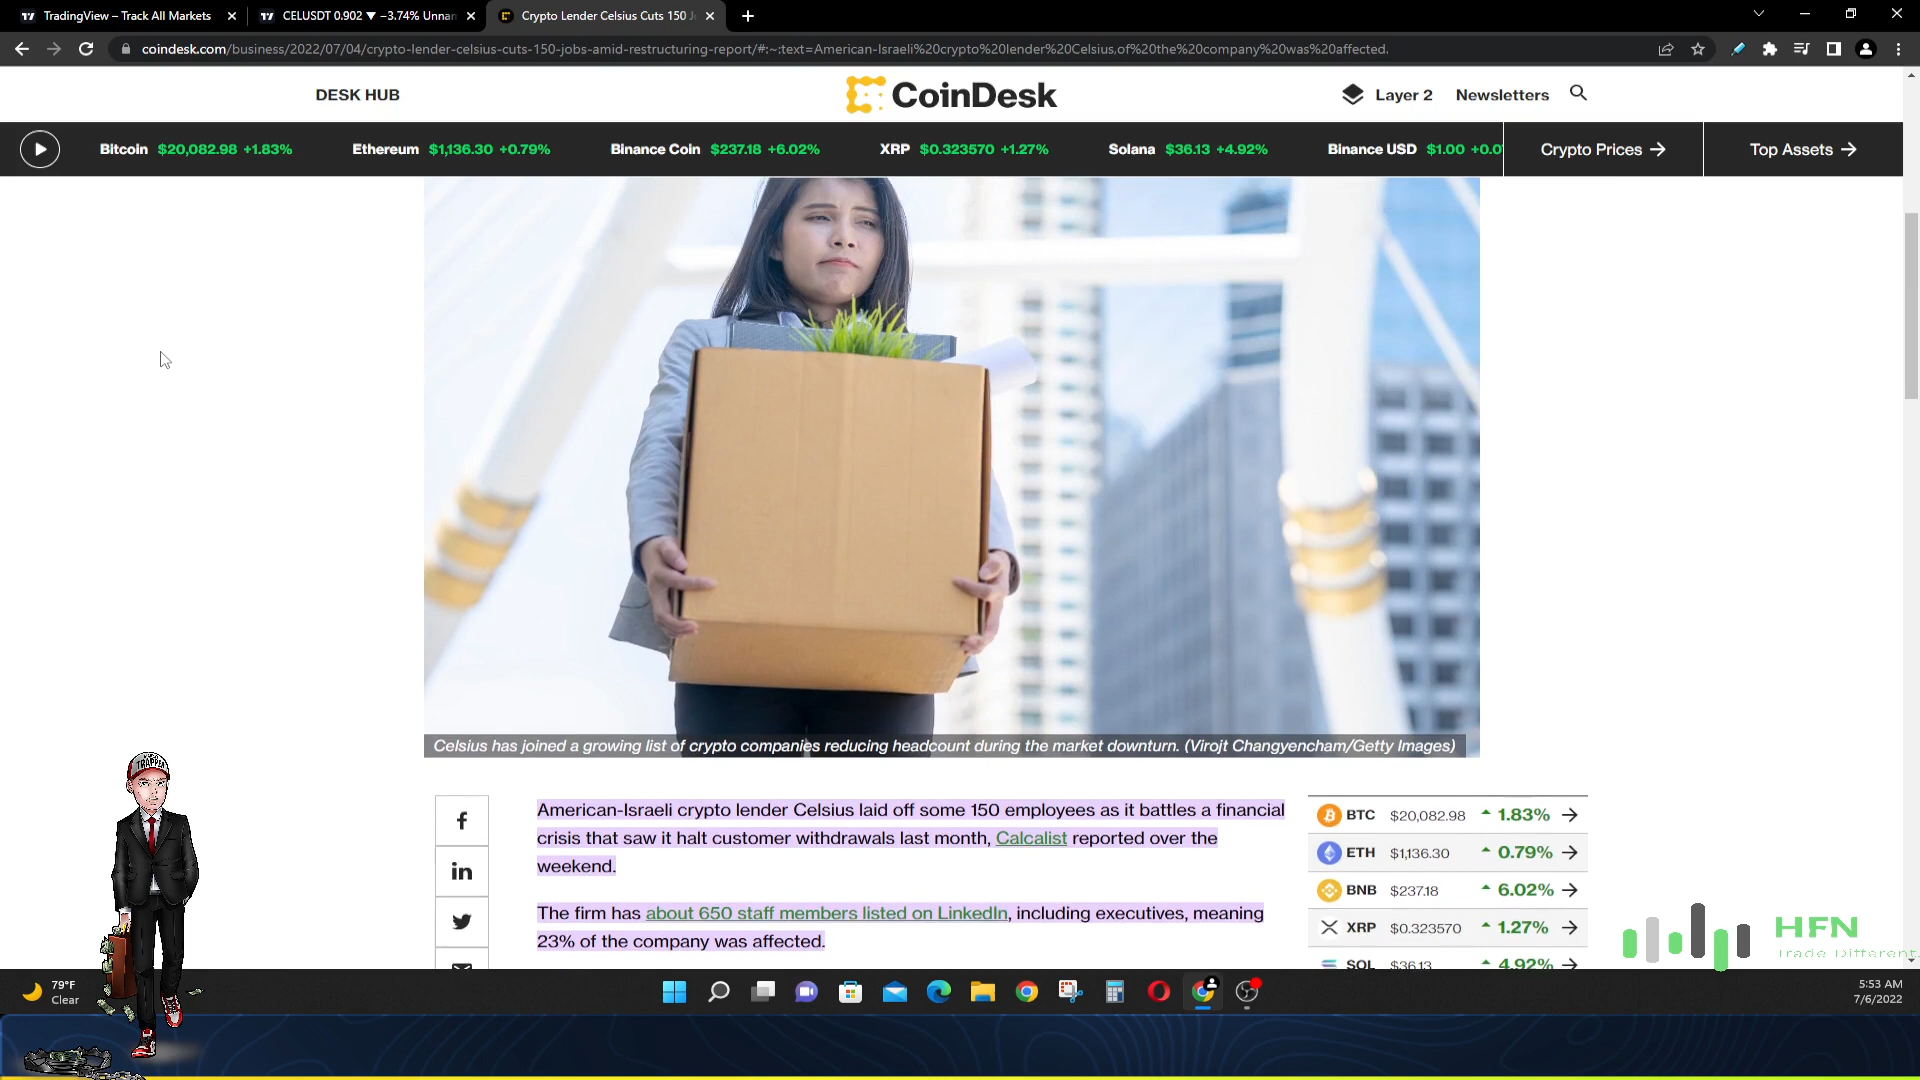 TradingView – Track All Markets
CELUSDT 0.902 ▼ −3.74% Unnam
Crypto Lender Celsius Cuts 150 J
coindesk.com/business/2022/07/04/crypto-lender-celsius-cuts-150-jobs-amid-restructuring-report/#:~:text=American-Israeli%20crypto%20lender%20Celsius,of%20the%20company%20was%20affected.
DESK HUB
CoinDesk
Layer 2
Newsletters
Bitcoin $20,082.98 +1.83%
Ethereum $1,136.30 +0.79%
Binance Coin $237.18 +6.02%
XRP $0.323570 +1.27%
Solana $36.13 +4.92%
Binance USD $1.00 +0.0
Crypto Prices →
Top Assets →
Celsius has joined a growing list of crypto companies reducing headcount during the market downturn. (Virojt Changyencham/Getty Images)
American-Israeli crypto lender Celsius laid off some 150 employees as it battles a financial
crisis that saw it halt customer withdrawals last month, Calcalist reported over the
weekend.
The firm has about 650 staff members listed on LinkedIn, including executives, meaning
23% of the company was affected.
BTC $20,082.98 1.83% →
ETH $1,136.30 0.79% →
BNB $237.18 6.02% →
XRP $0.323570 1.27% →
SOL $36.13 4.92% →
TRAPPER
HFN
Trade Different.
79°F
Clear
5:53 AM
7/6/2022